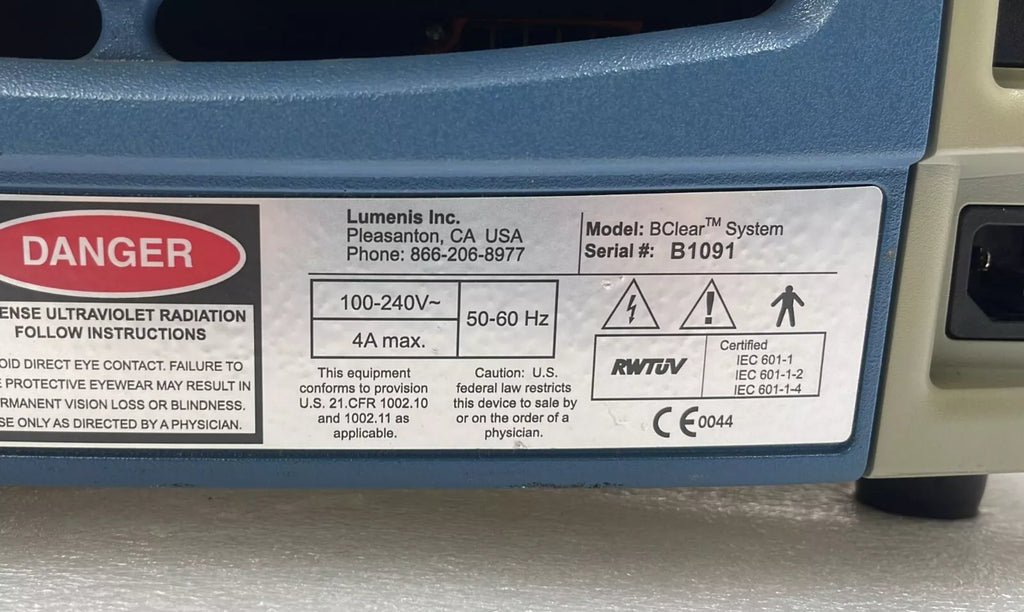 DANGER
ENSE ULTRAVIOLET RADIATION
FOLLOW INSTRUCTIONS
OID DIRECT EYE CONTACT. FAILURE TO
E PROTECTIVE EYEWEAR MAY RESULT IN
RMANENT VISION LOSS OR BLINDNESS.
SE ONLY AS DIRECTED BY A PHYSICIAN.
Lumenis Inc.
Pleasanton, CA USA
Phone: 866-206-8977
Model: BClear™ System
Serial #: B1091
100-240V~
4A max.
50-60 Hz
This equipment
conforms to provision
U.S. 21.CFR 1002.10
and 1002.11 as
applicable.
Caution: U.S.
federal law restricts
this device to sale by
or on the order of a
physician.
RWTÜV
Certified
IEC 601-1
IEC 601-1-2
IEC 601-1-4
CE0044